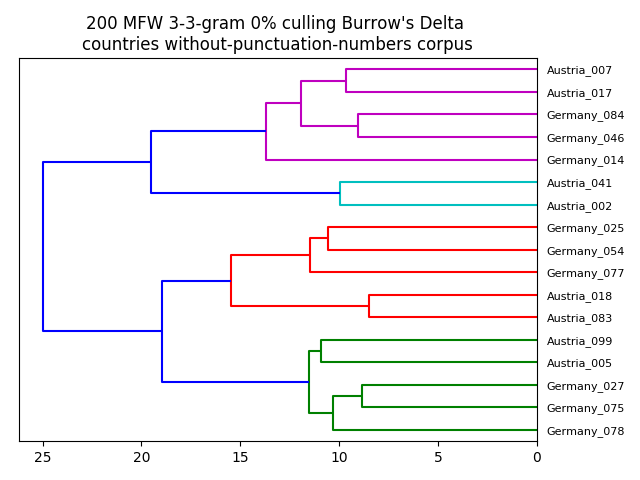 200 MFW 3-3-gram 0% culling Burrow's Delta
countries without-punctuation-numbers corpus
Austria_007
Austria_017
Germany_084
Germany_046
Germany_014
Austria_041
Austria_002
Germany_025
Germany_054
Germany_077
Austria_018
Austria_083
Austria_099
Austria_005
Germany_027
Germany_075
Germany_078
25 20 15 10 5 0